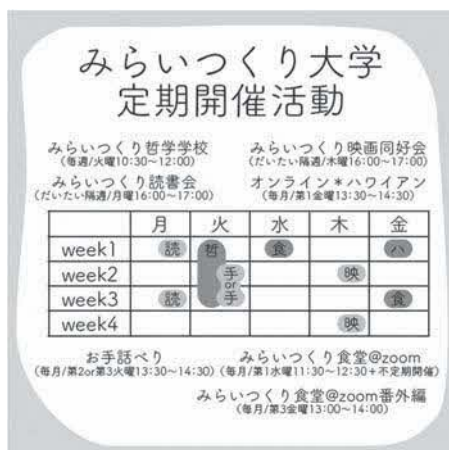 みらいつくり大学
定期開催活動
みらいつくり哲学学校
(毎週/火曜10:30~12:00)
みらいつくり映画同好会
(だいたい隔週/木曜16:00~17:00)
みらいつくり読書会
(だいたい隔週/月曜16:00~17:00)
オンライン*ハワイアン
(毎月/第1金曜13:30~14:30)
月 火 水 木 金
week1 読 哲 食 ハ
week2 手 映
or
week3 読 手 食
week4 映
お手話べり
(毎月/第2or第3火曜13:30~14:30)
みらいつくり食堂@zoom
(毎月/第1水曜11:30~12:30+不定期開催)
みらいつくり食堂@zoom番外編
(毎月/第3金曜13:00~14:00)